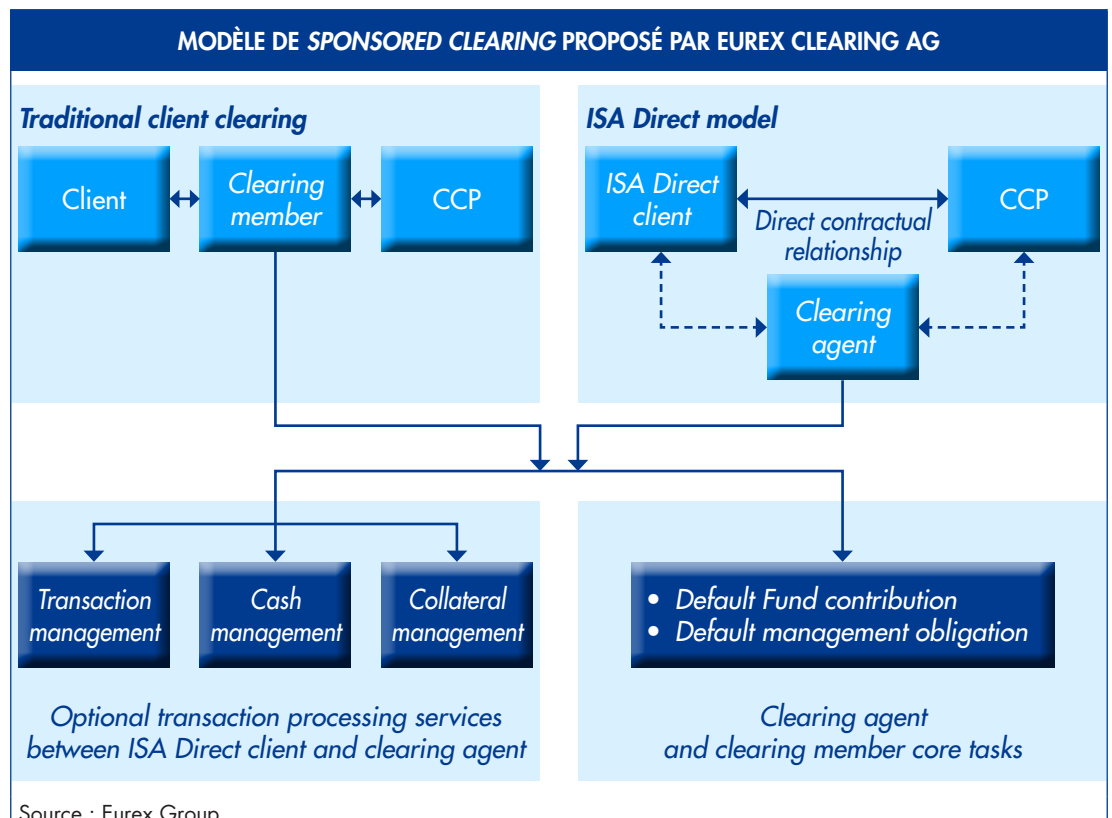 MODÈLE DE SPONSORED CLEARING PROPOSÉ PAR EUREX CLEARING AG
Traditional client clearing
Client
Clearing
member
CCP
ISA Direct model
ISA Direct
client
Direct contractual
relationship
CCP
Clearing
agent
Transaction
management
Cash
management
Collateral
management
Optional transaction processing services
between ISA Direct client and clearing agent
• Default Fund contribution
• Default management obligation
Clearing agent
and clearing member core tasks
Source : Eurex Group